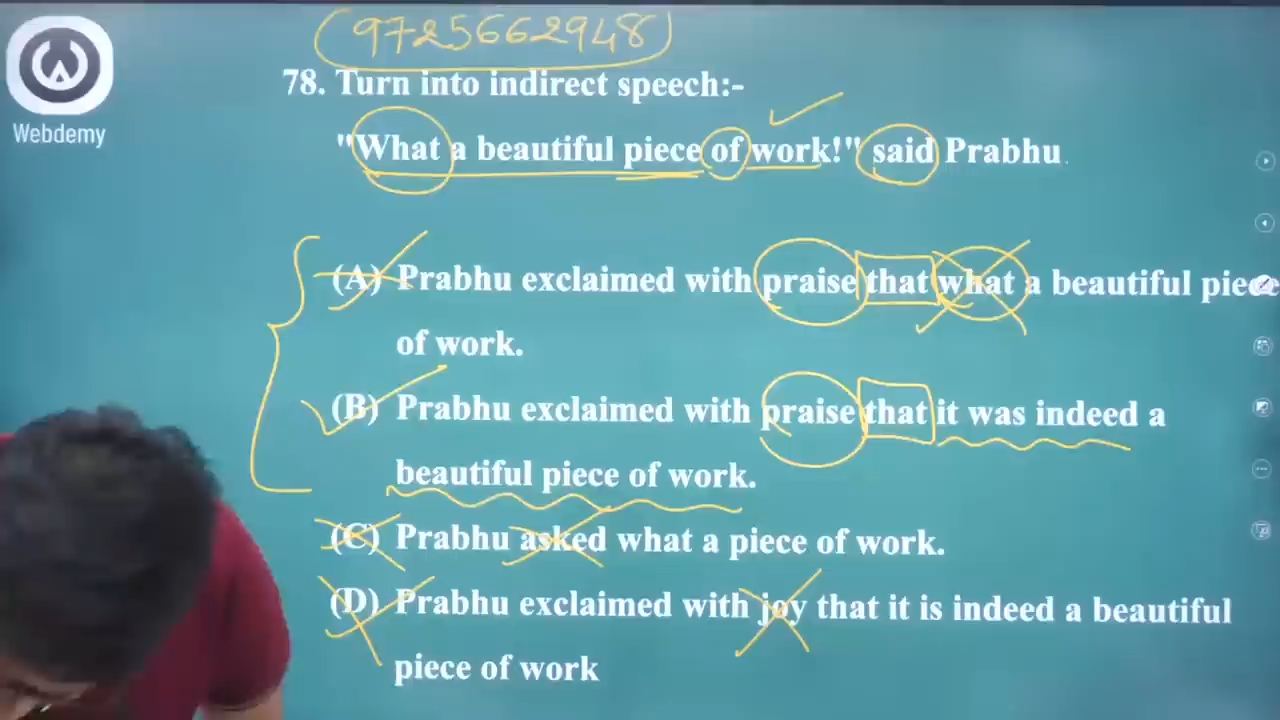 (9725662948)
Webdemy
78. Turn into indirect speech:-
"What a beautiful piece of work!" said Prabhu.
(A) Prabhu exclaimed with praise that what a beautiful piece
of work.
(B) Prabhu exclaimed with praise that it was indeed a
beautiful piece of work.
(C) Prabhu asked what a piece of work.
(D) Prabhu exclaimed with joy that it is indeed a beautiful
piece of work